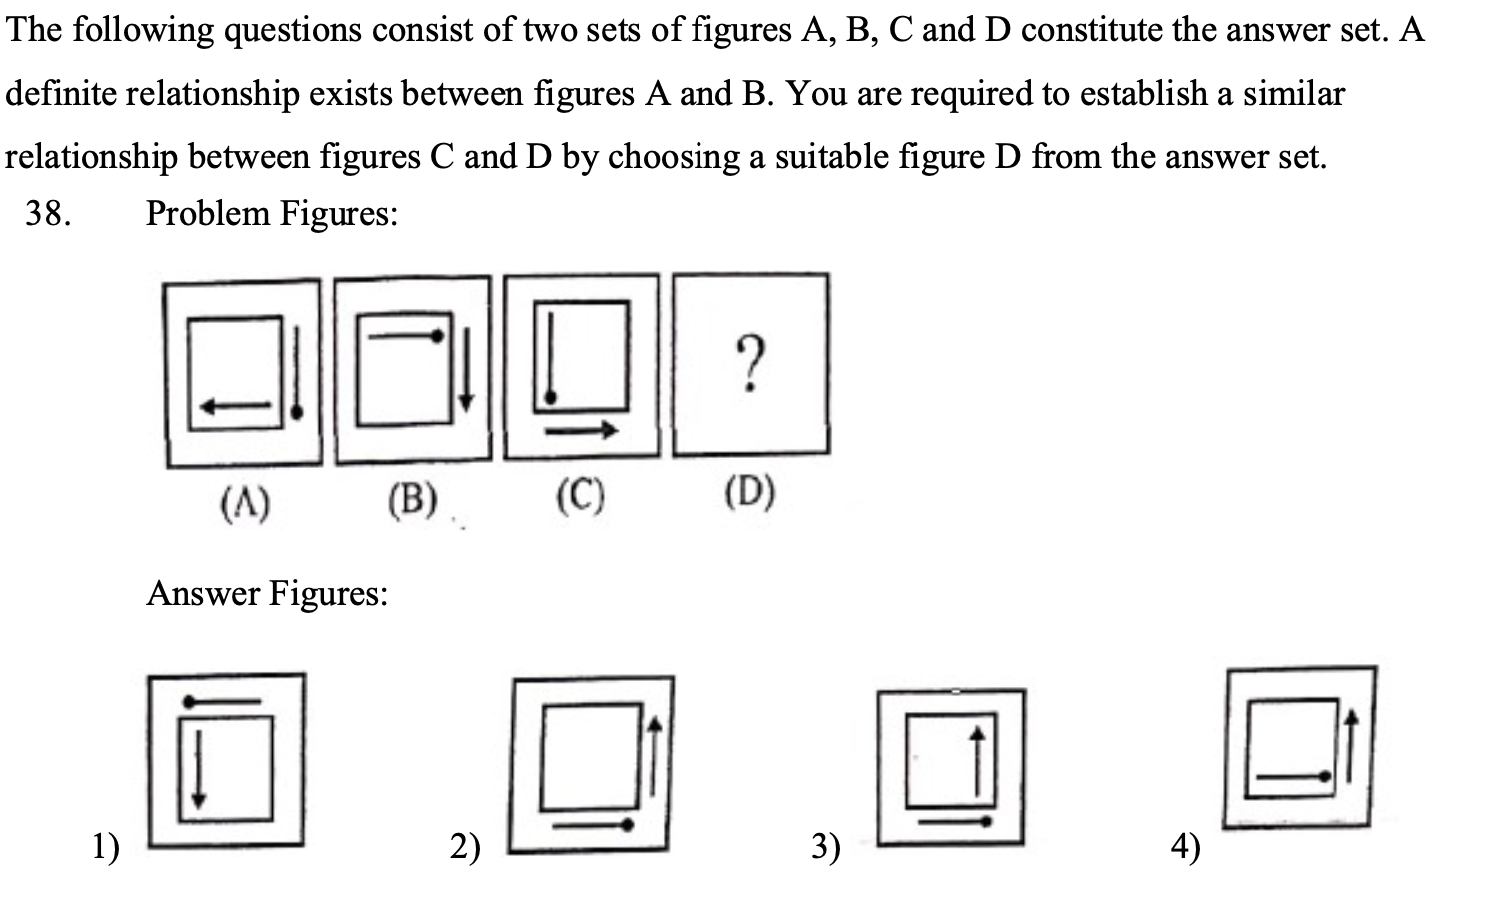 The following questions consist of two sets of figures A, B, C and D constitute the answer set. A
definite relationship exists between figures A and B. You are required to establish a similar
relationship between figures C and D by choosing a suitable figure D from the answer set.
38. Problem Figures:
?
(A) (B) (C) (D)
Answer Figures:
1) 2) 3) 4)